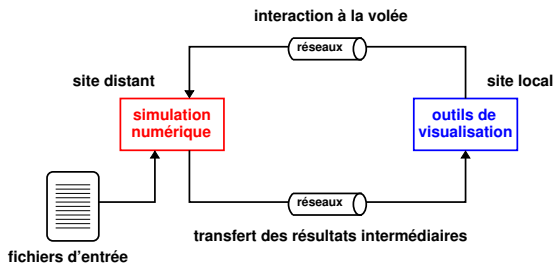 interaction à la volée
réseaux
site distant
site local
simulation
numérique
outils de
visualisation
réseaux
transfert des résultats intermédiaires
fichiers d'entrée